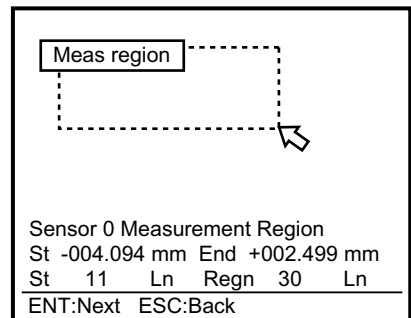 Meas region
Sensor 0 Measurement Region
St -004.094 mm End +002.499 mm
St 11 Ln Regn 30 Ln
ENT:Next ESC:Back